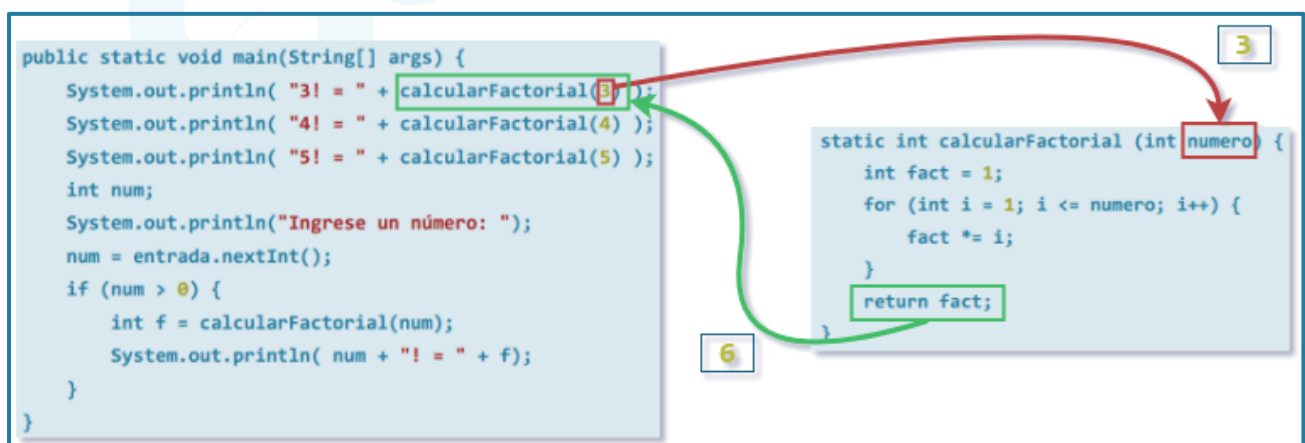 public static void main(String[] args) {
System.out.println( "3! = " + calcularFactorial(3) );
System.out.println( "4! = " + calcularFactorial(4) );
System.out.println( "5! = " + calcularFactorial(5) );
int num;
System.out.println("Ingrese un número: ");
num = entrada.nextInt();
if (num > 0) {
int f = calcularFactorial(num);
System.out.println( num + "! = " + f);
}
}
3
static int calcularFactorial (int numero) {
int fact = 1;
for (int i = 1; i <= numero; i++) {
fact *= i;
}
return fact;
}
6